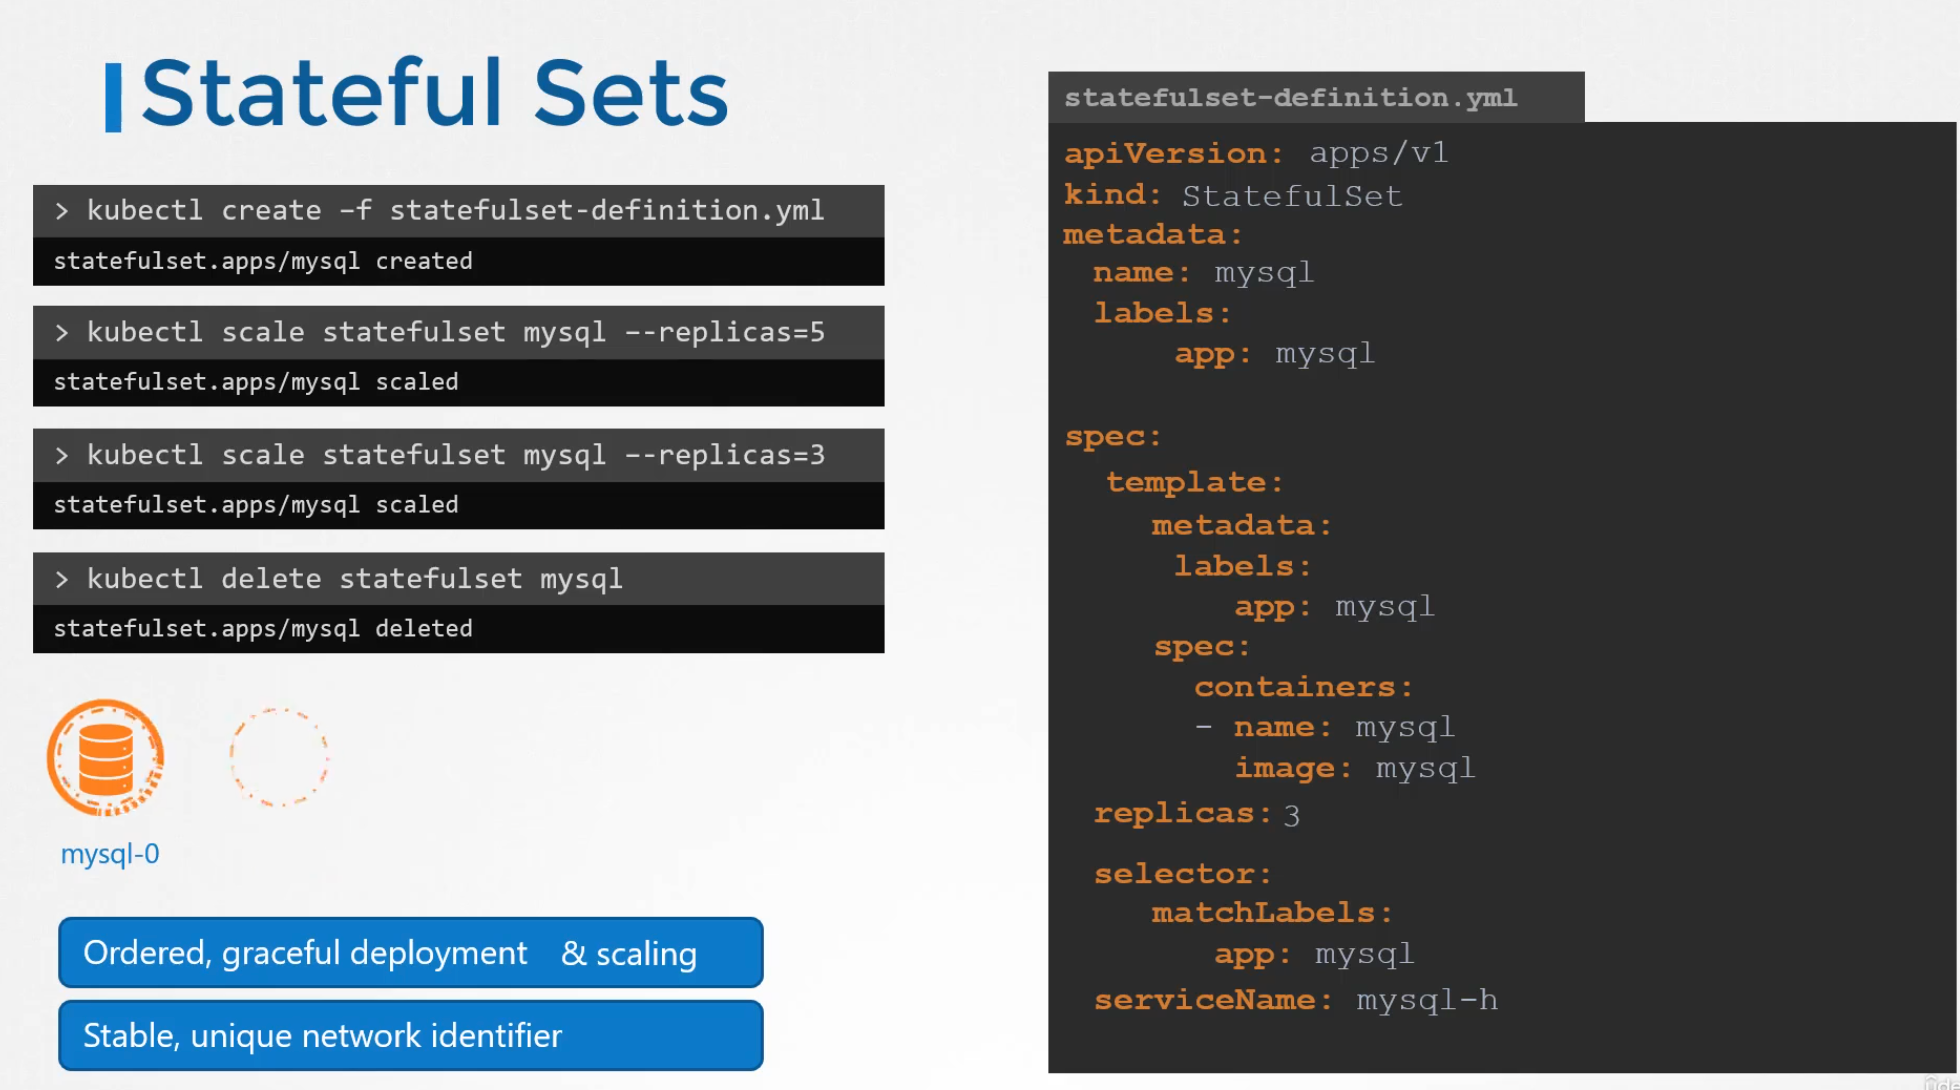 Stateful Sets
> kubectl create –f statefulset-definition.yml
statefulset.apps/mysql created
> kubectl scale statefulset mysql --replicas=5
statefulset.apps/mysql scaled
> kubectl scale statefulset mysql --replicas=3
statefulset.apps/mysql scaled
> kubectl delete statefulset mysql
statefulset.apps/mysql deleted
mysql-0
Ordered, graceful deployment & scaling
Stable, unique network identifier
statefulset-definition.yml
apiVersion: apps/v1
kind: StatefulSet
metadata:
  name: mysql
  labels:
      app: mysql
spec:
  template:
    metadata:
     labels:
        app: mysql
    spec:
      containers:
      - name: mysql
        image: mysql
  replicas: 3
  selector:
    matchLabels:
       app: mysql
  serviceName: mysql-h